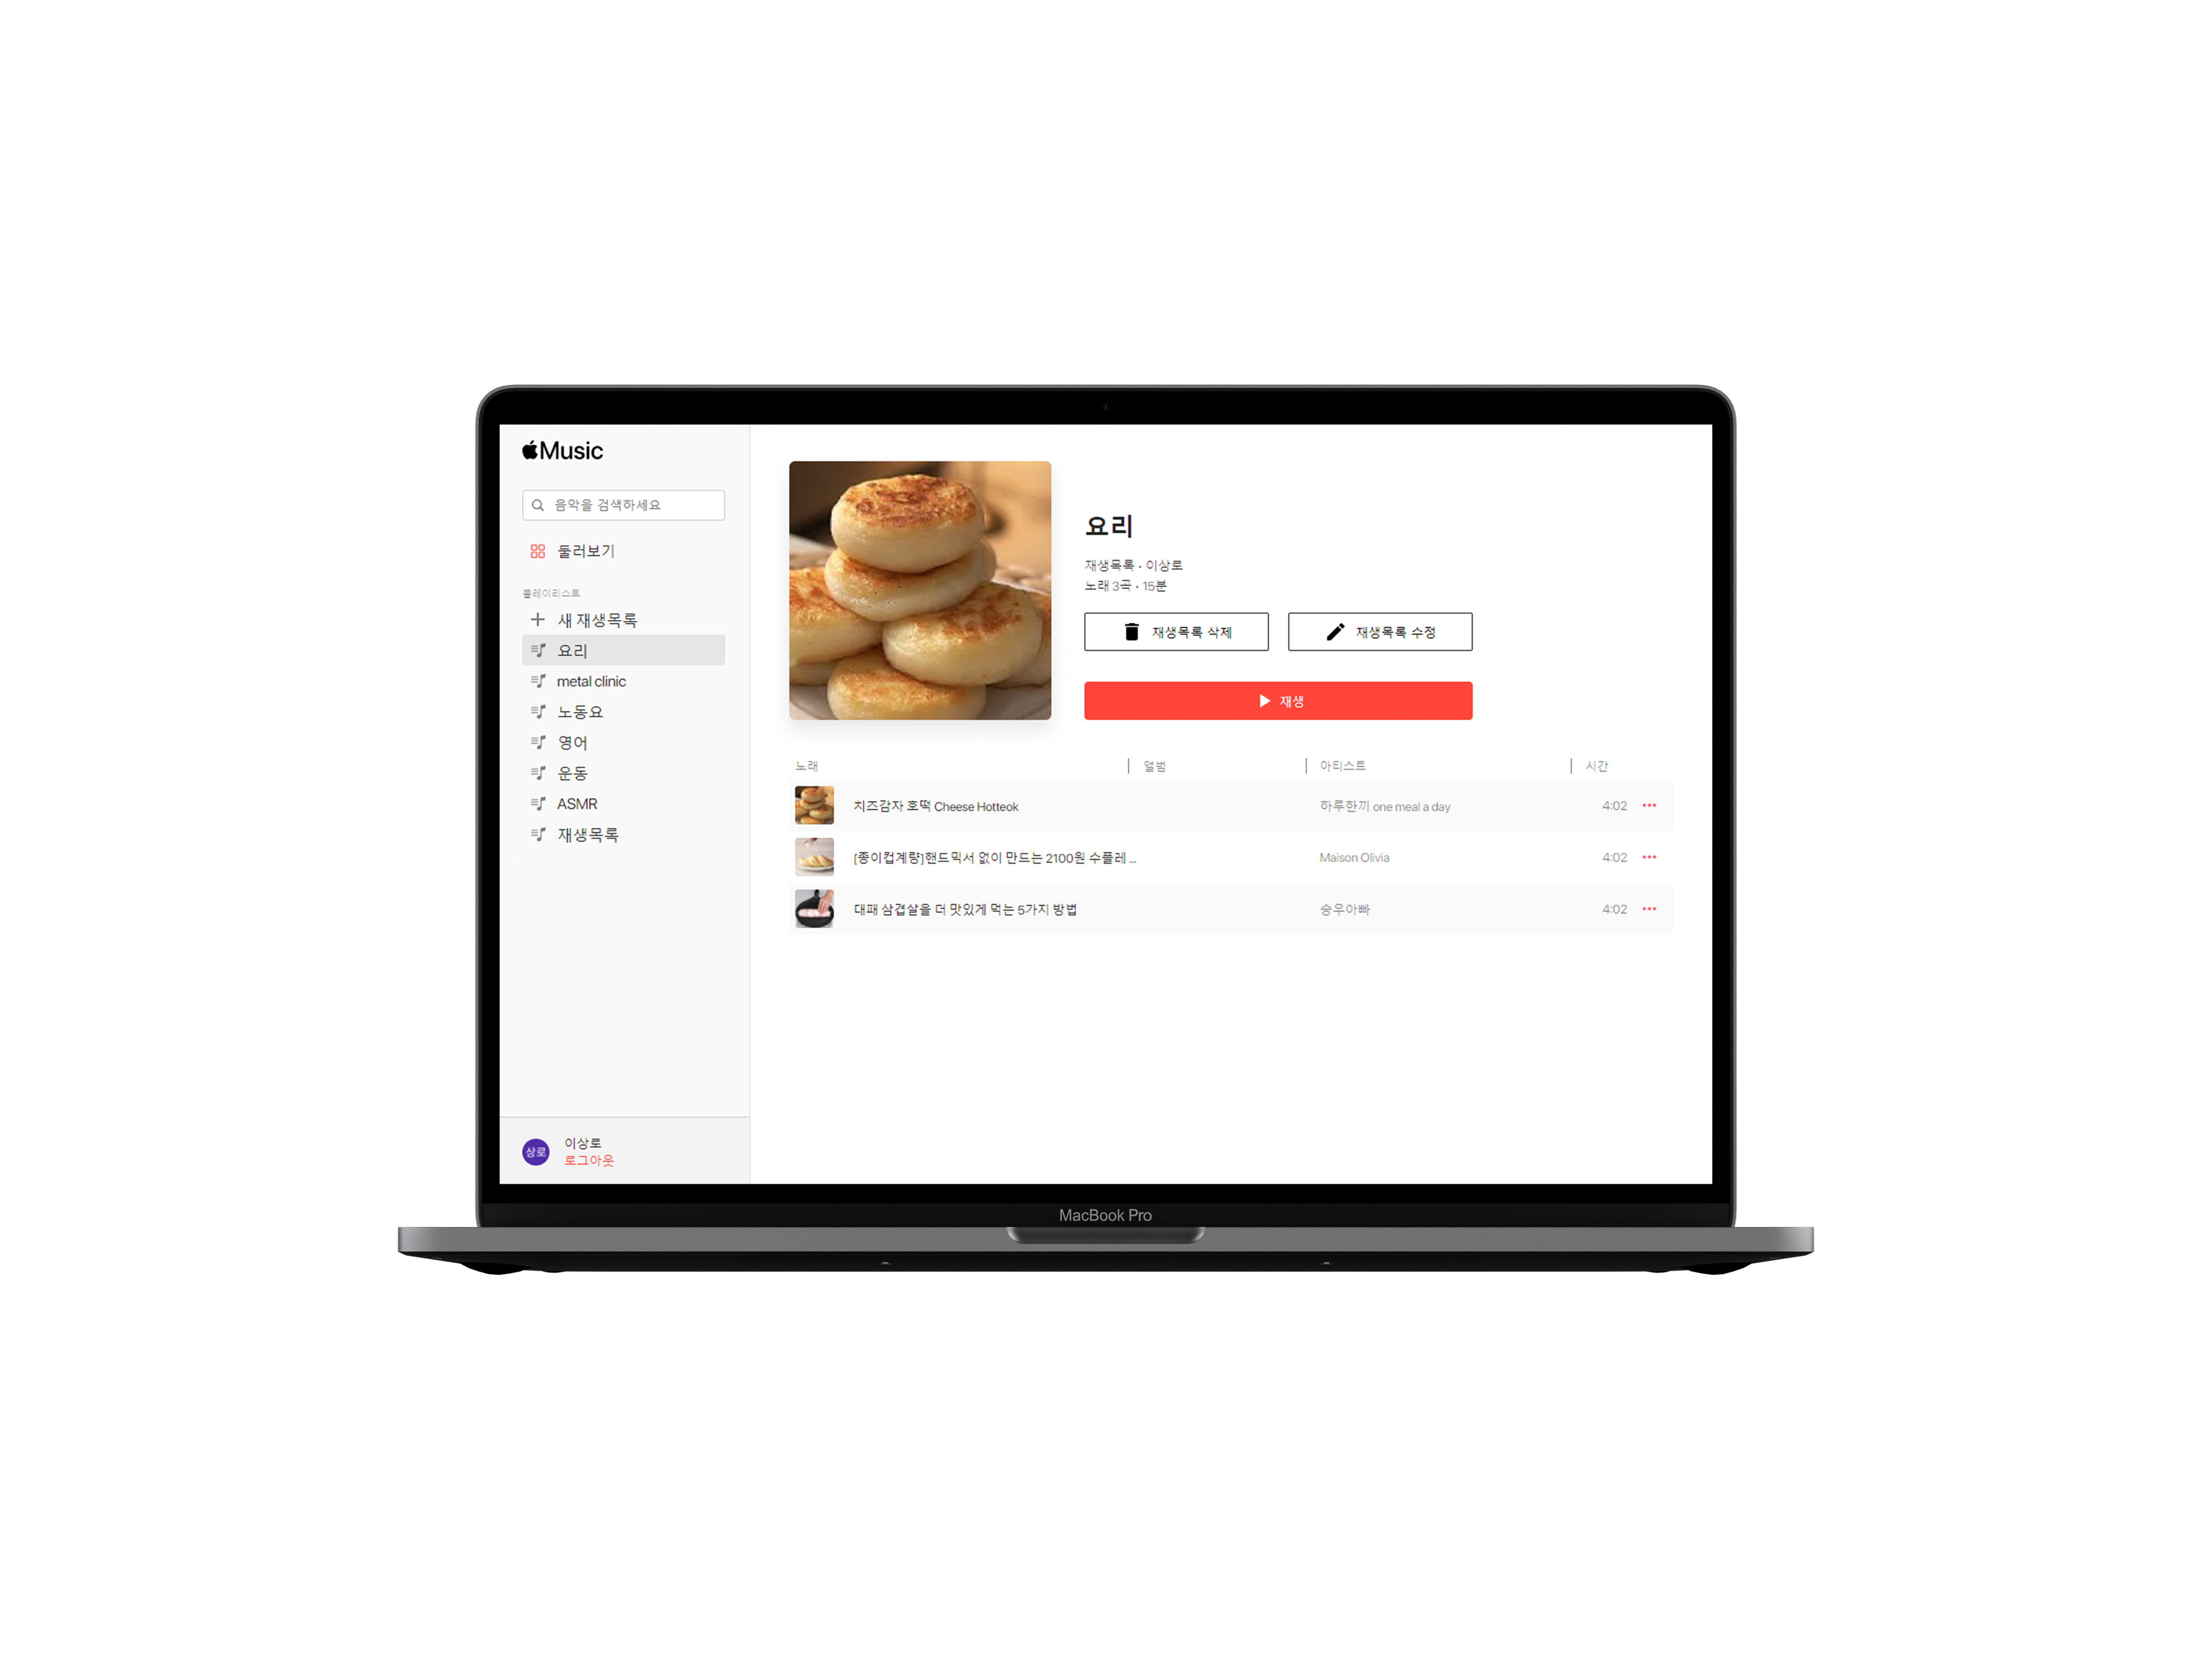 Music
음악을 검색하세요
둘러보기
플레이리스트
새 재생목록
요리
metal clinic
노동요
영어
운동
ASMR
재생목록
상로
이상로
로그아웃
요리
재생목록 • 이상로
노래 3곡 • 15분
재생목록 삭제
재생목록 수정
재생
노래 앨범 아티스트 시간
치즈감자 호떡 Cheese Hotteok 하루한끼 one meal a day 4:02
[종이컵계량]핸드믹서 없이 만드는 2100원 수플레 ... Maison Olivia 4:02
대패 삼겹살을 더 맛있게 먹는 5가지 방법 승우아빠 4:02
MacBook Pro